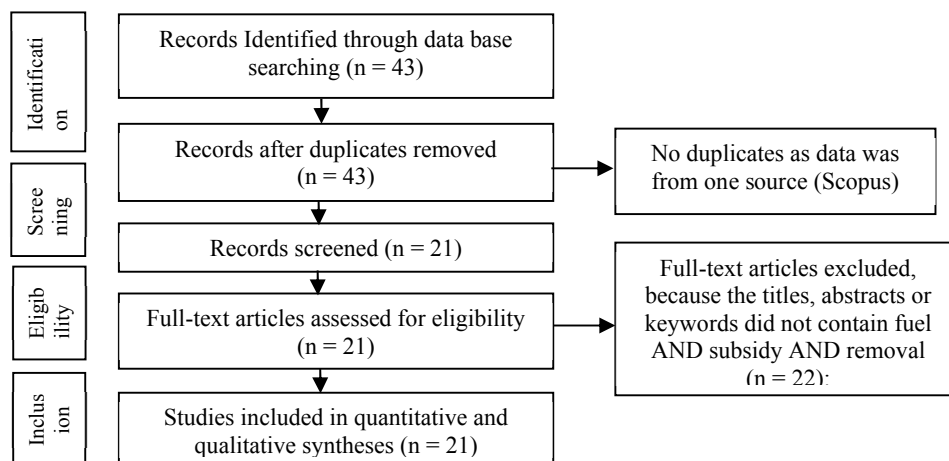 Identificati
on
Records Identified through data base
searching (n = 43)
Records after duplicates removed
(n = 43)
No duplicates as data was
from one source (Scopus)
Scree
ning
Records screened (n = 21)
Eligib
ility
Full-text articles assessed for eligibility
(n = 21)
Full-text articles excluded,
because the titles, abstracts or
keywords did not contain fuel
AND subsidy AND removal
(n = 22):
Inclus
ion
Studies included in quantitative and
qualitative syntheses (n = 21)